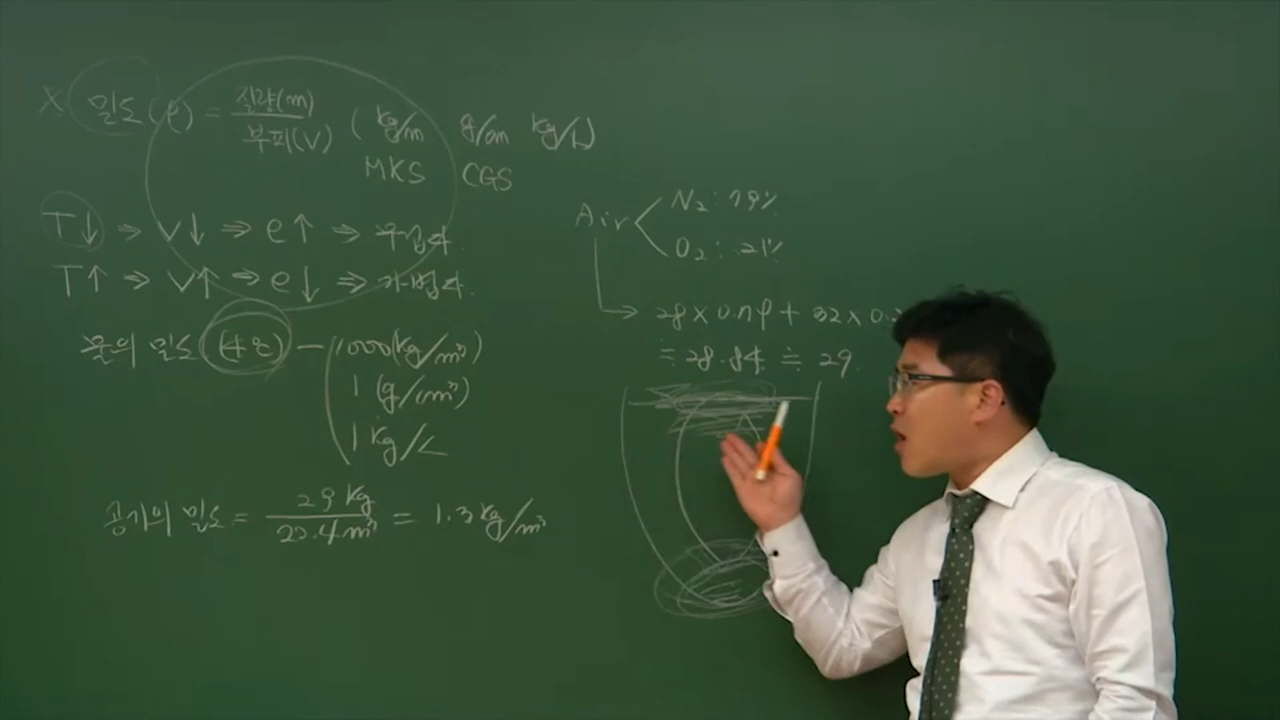 ※ 밀도(ρ) = 질량(m) / 부피(V) ( kg/m³ g/cm³ kg/L)
MKS CGS
T↓ ⇒ V↓ ⇒ ρ↑ ⇒ 무겁다.
T↑ ⇒ V↑ ⇒ ρ↓ ⇒ 가볍다.
물의 밀도 (4℃) – 1000(kg/m³)
1 (g/cm³)
1 kg/L
공기의 밀도 = 29 kg / 22.4 m³ = 1.3 kg/m³
Air
N₂ : 79%
O₂ : 21%
28 × 0.79 + 32 × 0.2
≒ 28.84 ≒ 29